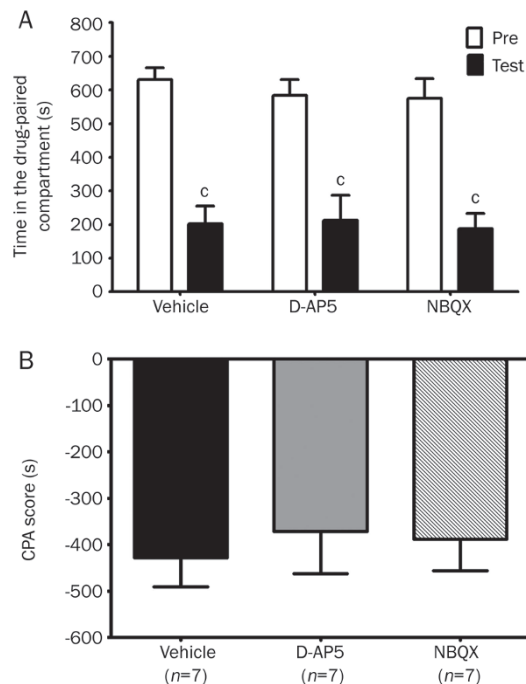 A
800
700
600
500
400
300
200
100
0
Time in the drug-paired
compartment (s)
Pre
Test
c
c
c
Vehicle
D-AP5
NBQX
B
0
-100
-200
-300
-400
-500
-600
CPA score (s)
Vehicle
(n=7)
D-AP5
(n=7)
NBQX
(n=7)